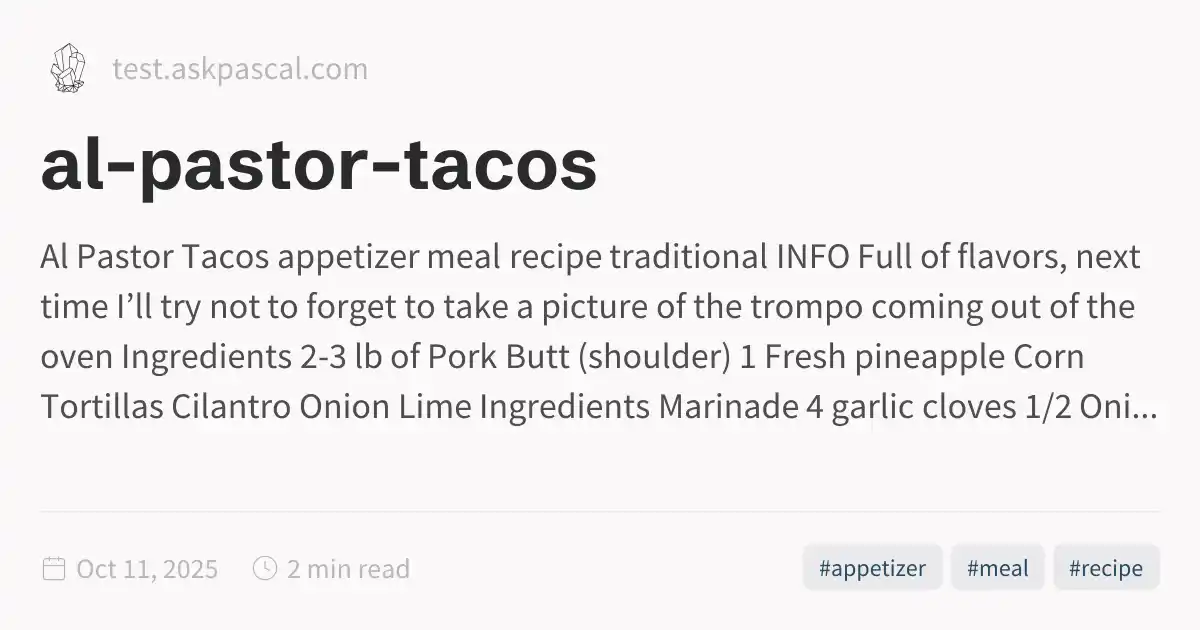 test.askpascal.com
al-pastor-tacos
Al Pastor Tacos appetizer meal recipe traditional INFO Full of flavors, next
time I’ll try not to forget to take a picture of the trompo coming out of the
oven Ingredients 2-3 lb of Pork Butt (shoulder) 1 Fresh pineapple Corn
Tortillas Cilantro Onion Lime Ingredients Marinade 4 garlic cloves 1/2 Oni...
Oct 11, 2025 2 min read #appetizer #meal #recipe